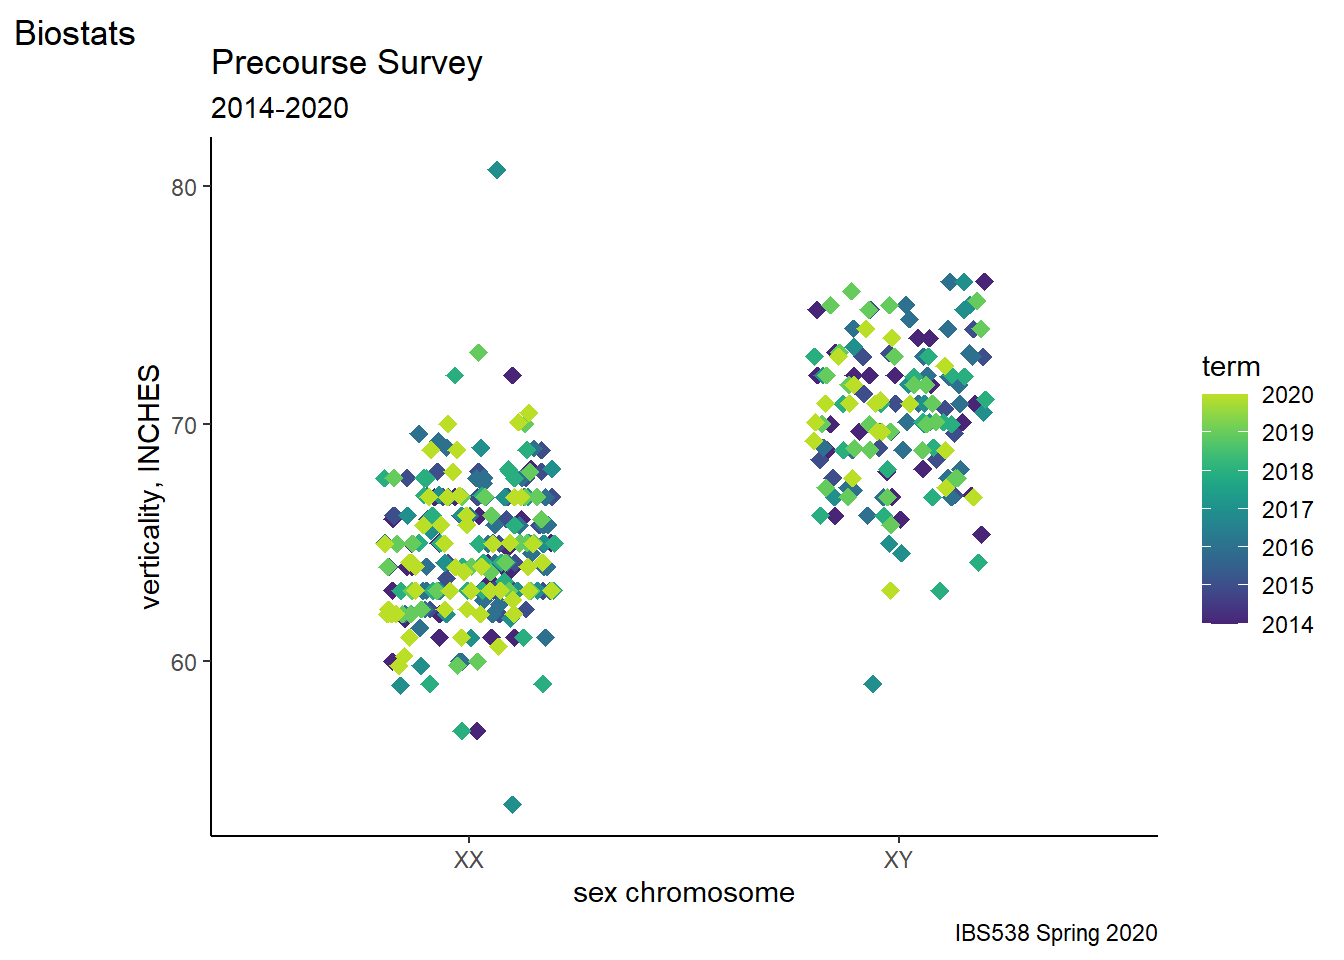 Biostats
Precourse Survey
2014-2020
80
70
60
verticality, INCHES
XX
XY
sex chromosome
term
2020
2019
2018
2017
2016
2015
2014
IBS538 Spring 2020